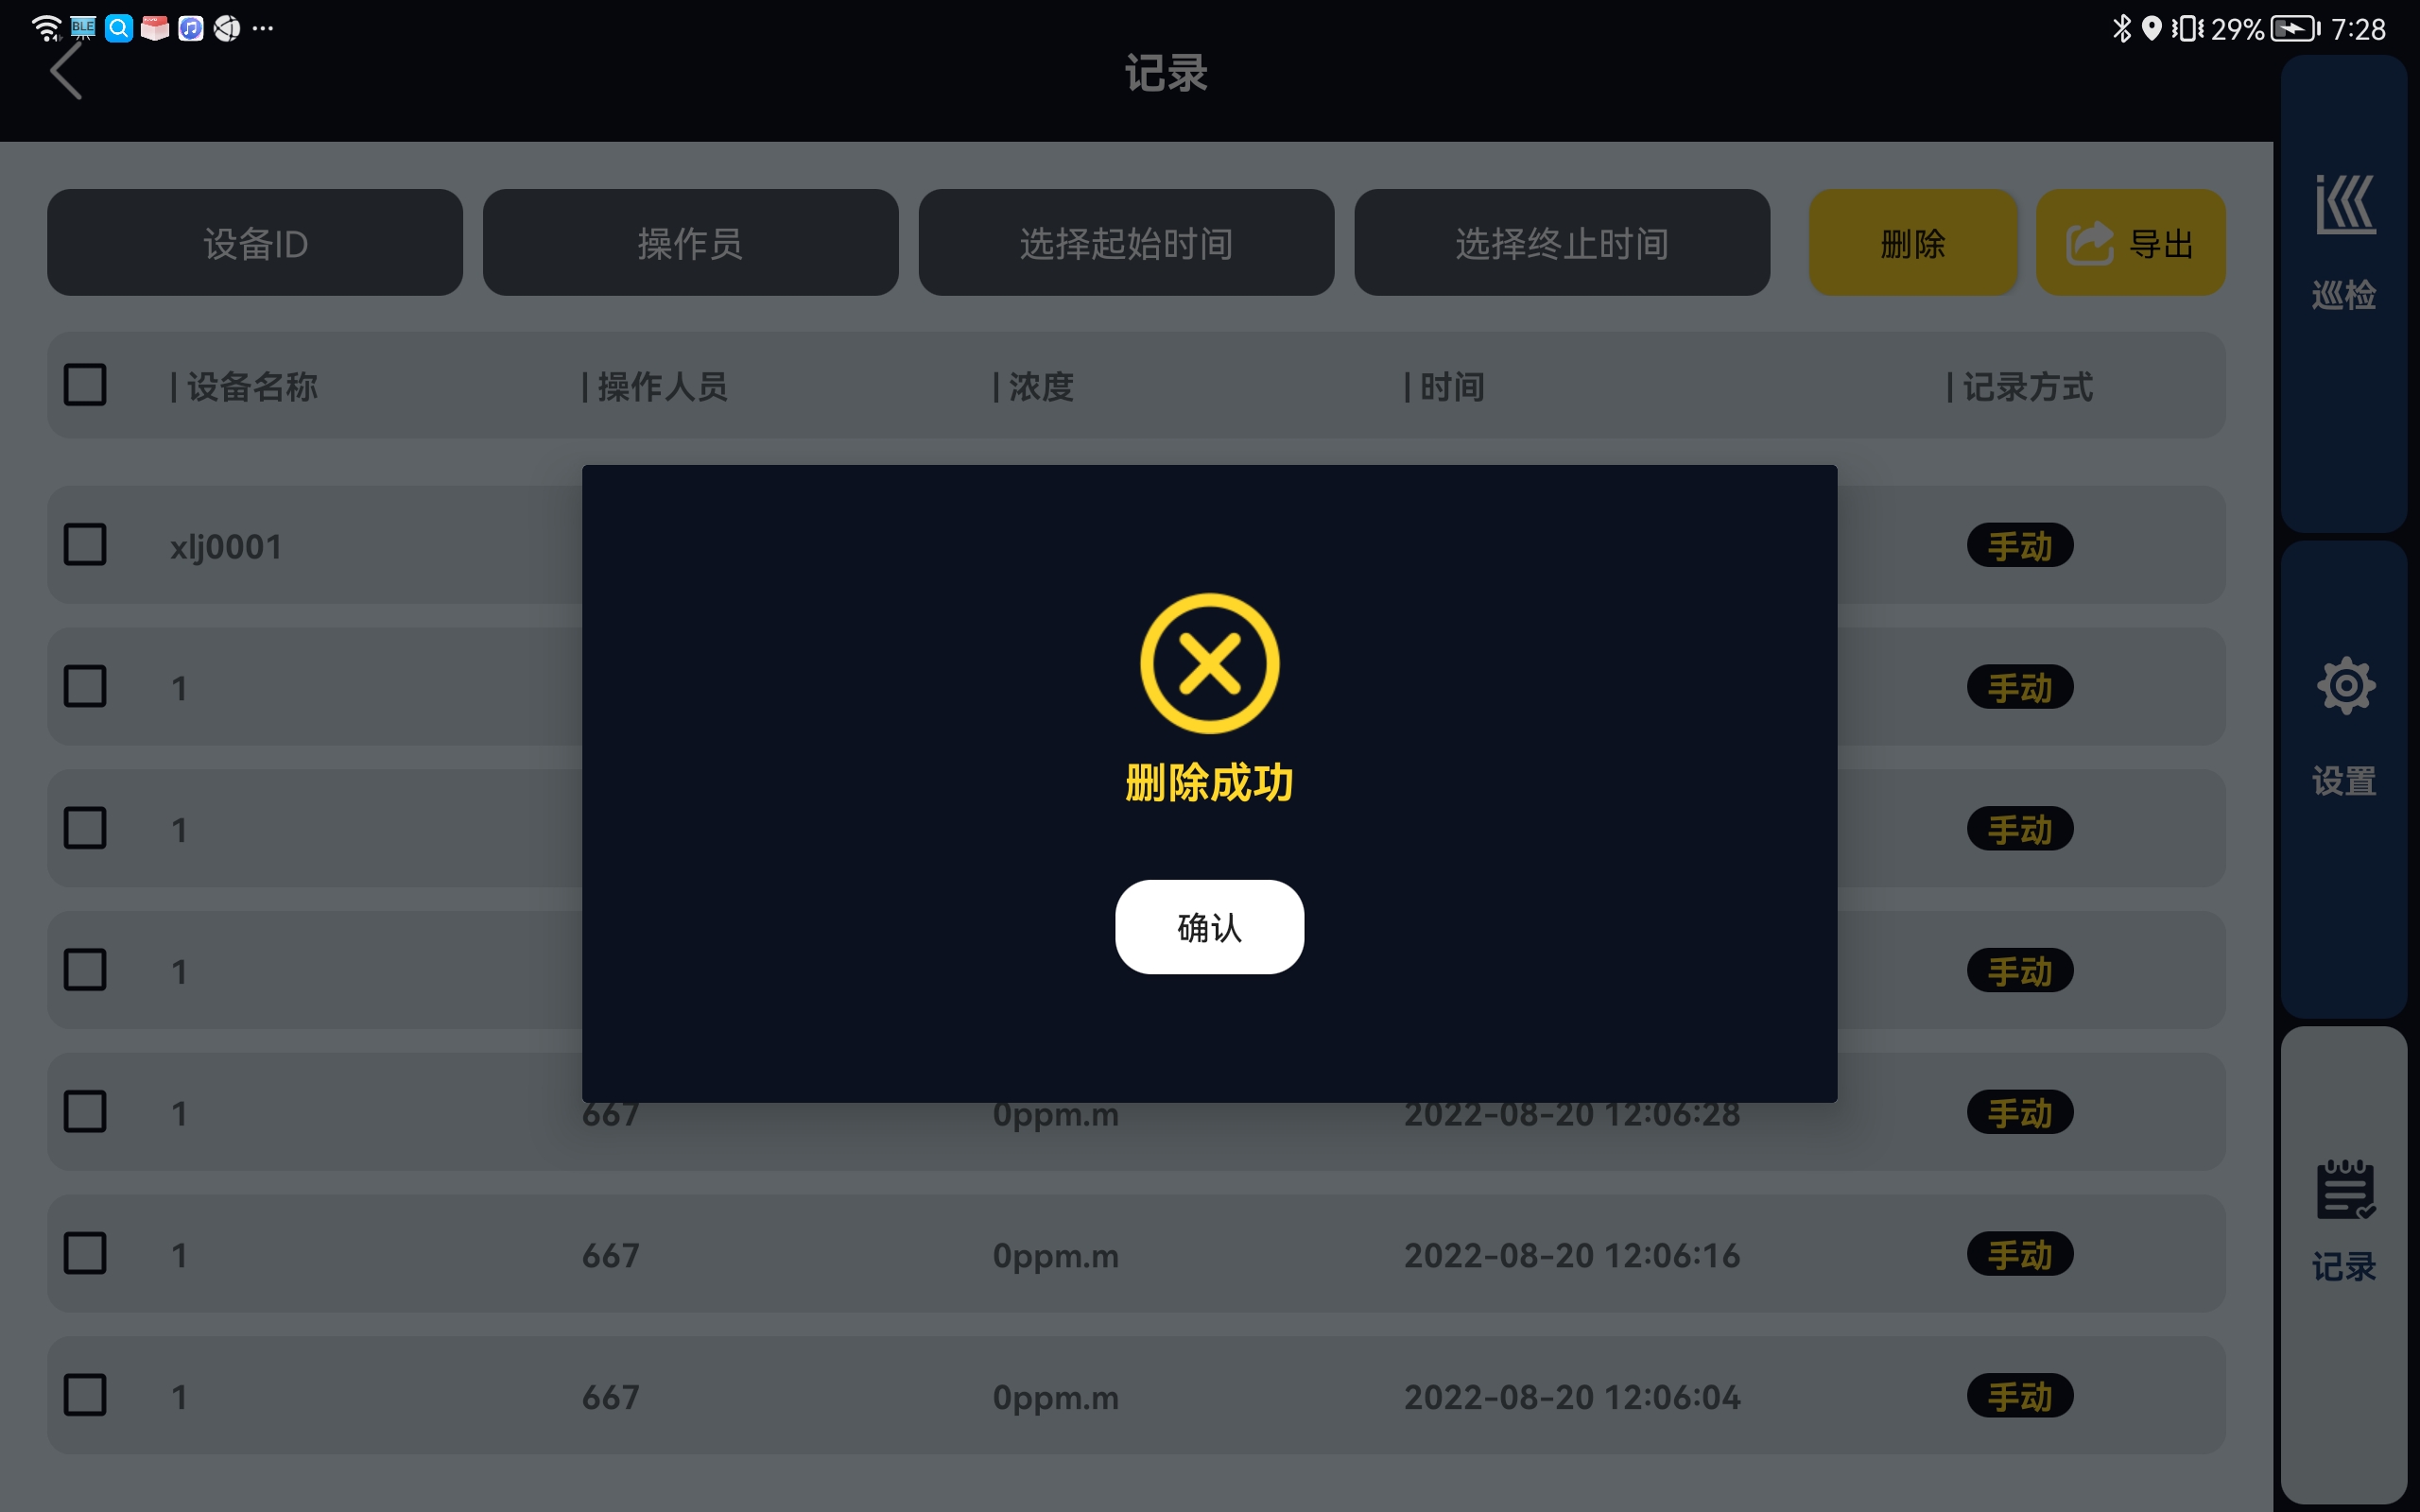 BLE
29% 7:28
记录
设备ID 操作员 选择起始时间 选择终止时间 删除 导出
巡检
| 设备名称 | 操作人员 | 浓度 | 时间 | 记录方式
xlj0001 手动
1 手动
删除成功
设置
1 手动
确认
1 手动
1 667 0ppm.m 2022-08-20 12:06:28 手动
1 667 0ppm.m 2022-08-20 12:06:16 手动
记录
1 667 0ppm.m 2022-08-20 12:06:04 手动